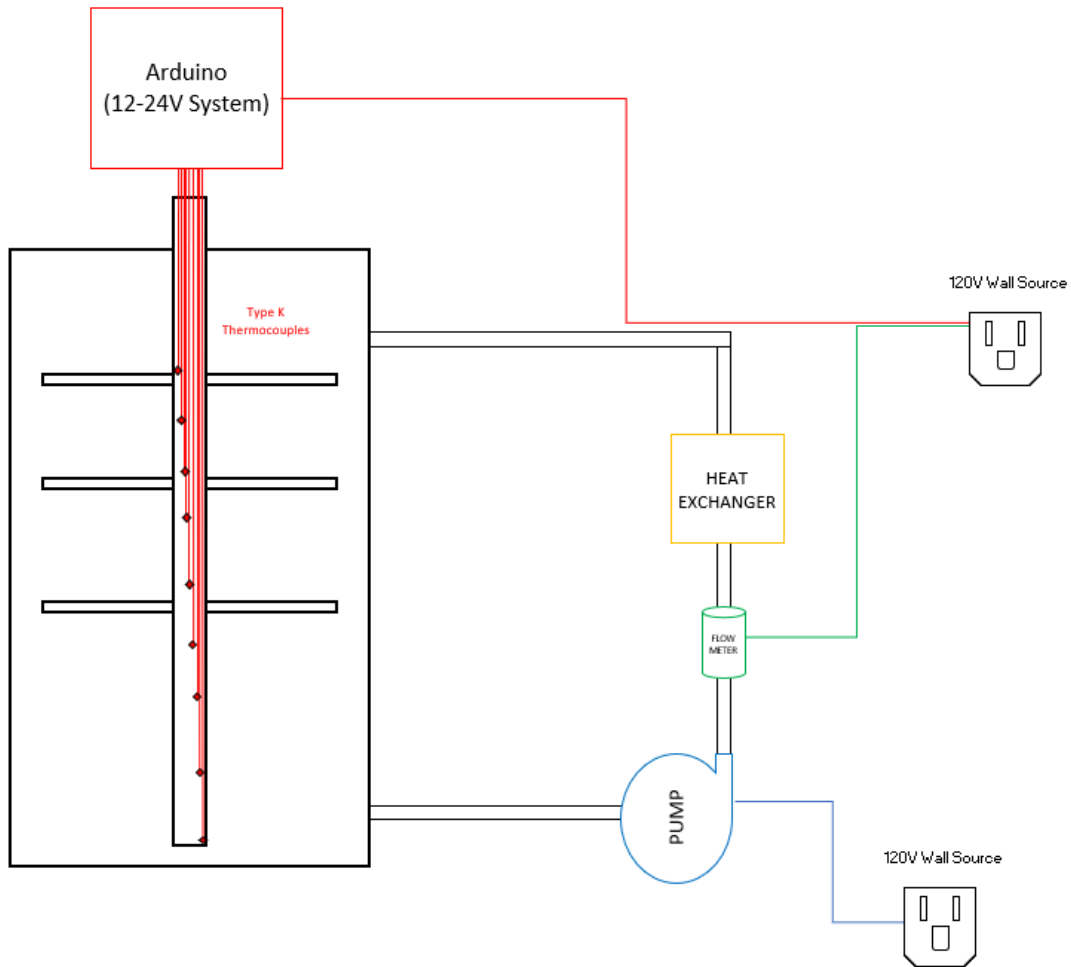 Arduino
(12-24V System)
120V Wall Source
Type K
Thermocouples
HEAT
EXCHANGER
FLOW
METER
PUMP
120V Wall Source